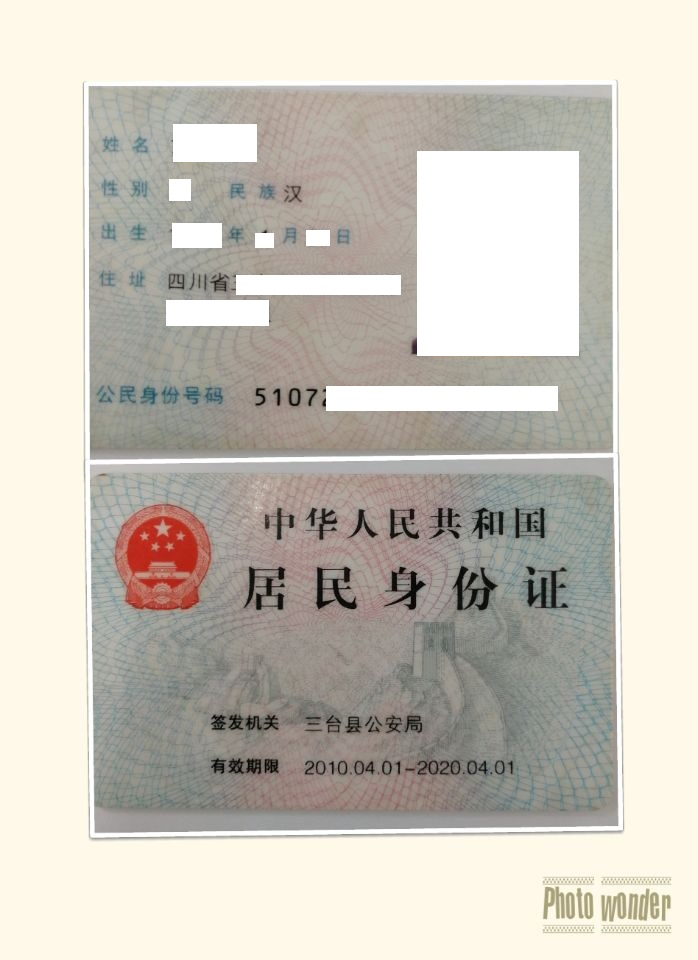 姓名
性别 民族 汉
出生 年 月 日
住址 四川省
公民身份号码 5107
中华人民共和国
居民身份证
签发机关 三台县公安局
有效期限 2010.04.01-2020.04.01
Photo wonder